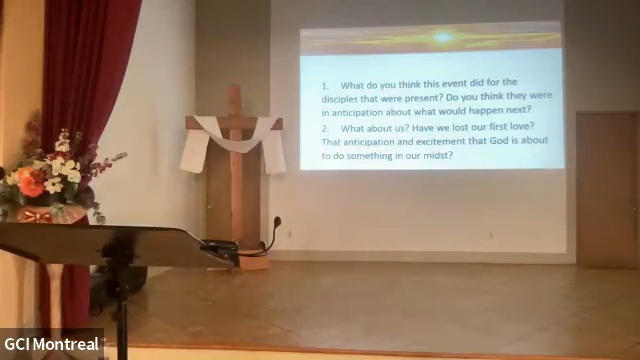 1. What do you think this event did for the
disciples that were present? Do you think they were
in anticipation about what would happen next?
2. What about us? Have we lost our first love?
That anticipation and excitement that God is about
to do something in our midst?
GCI Montreal